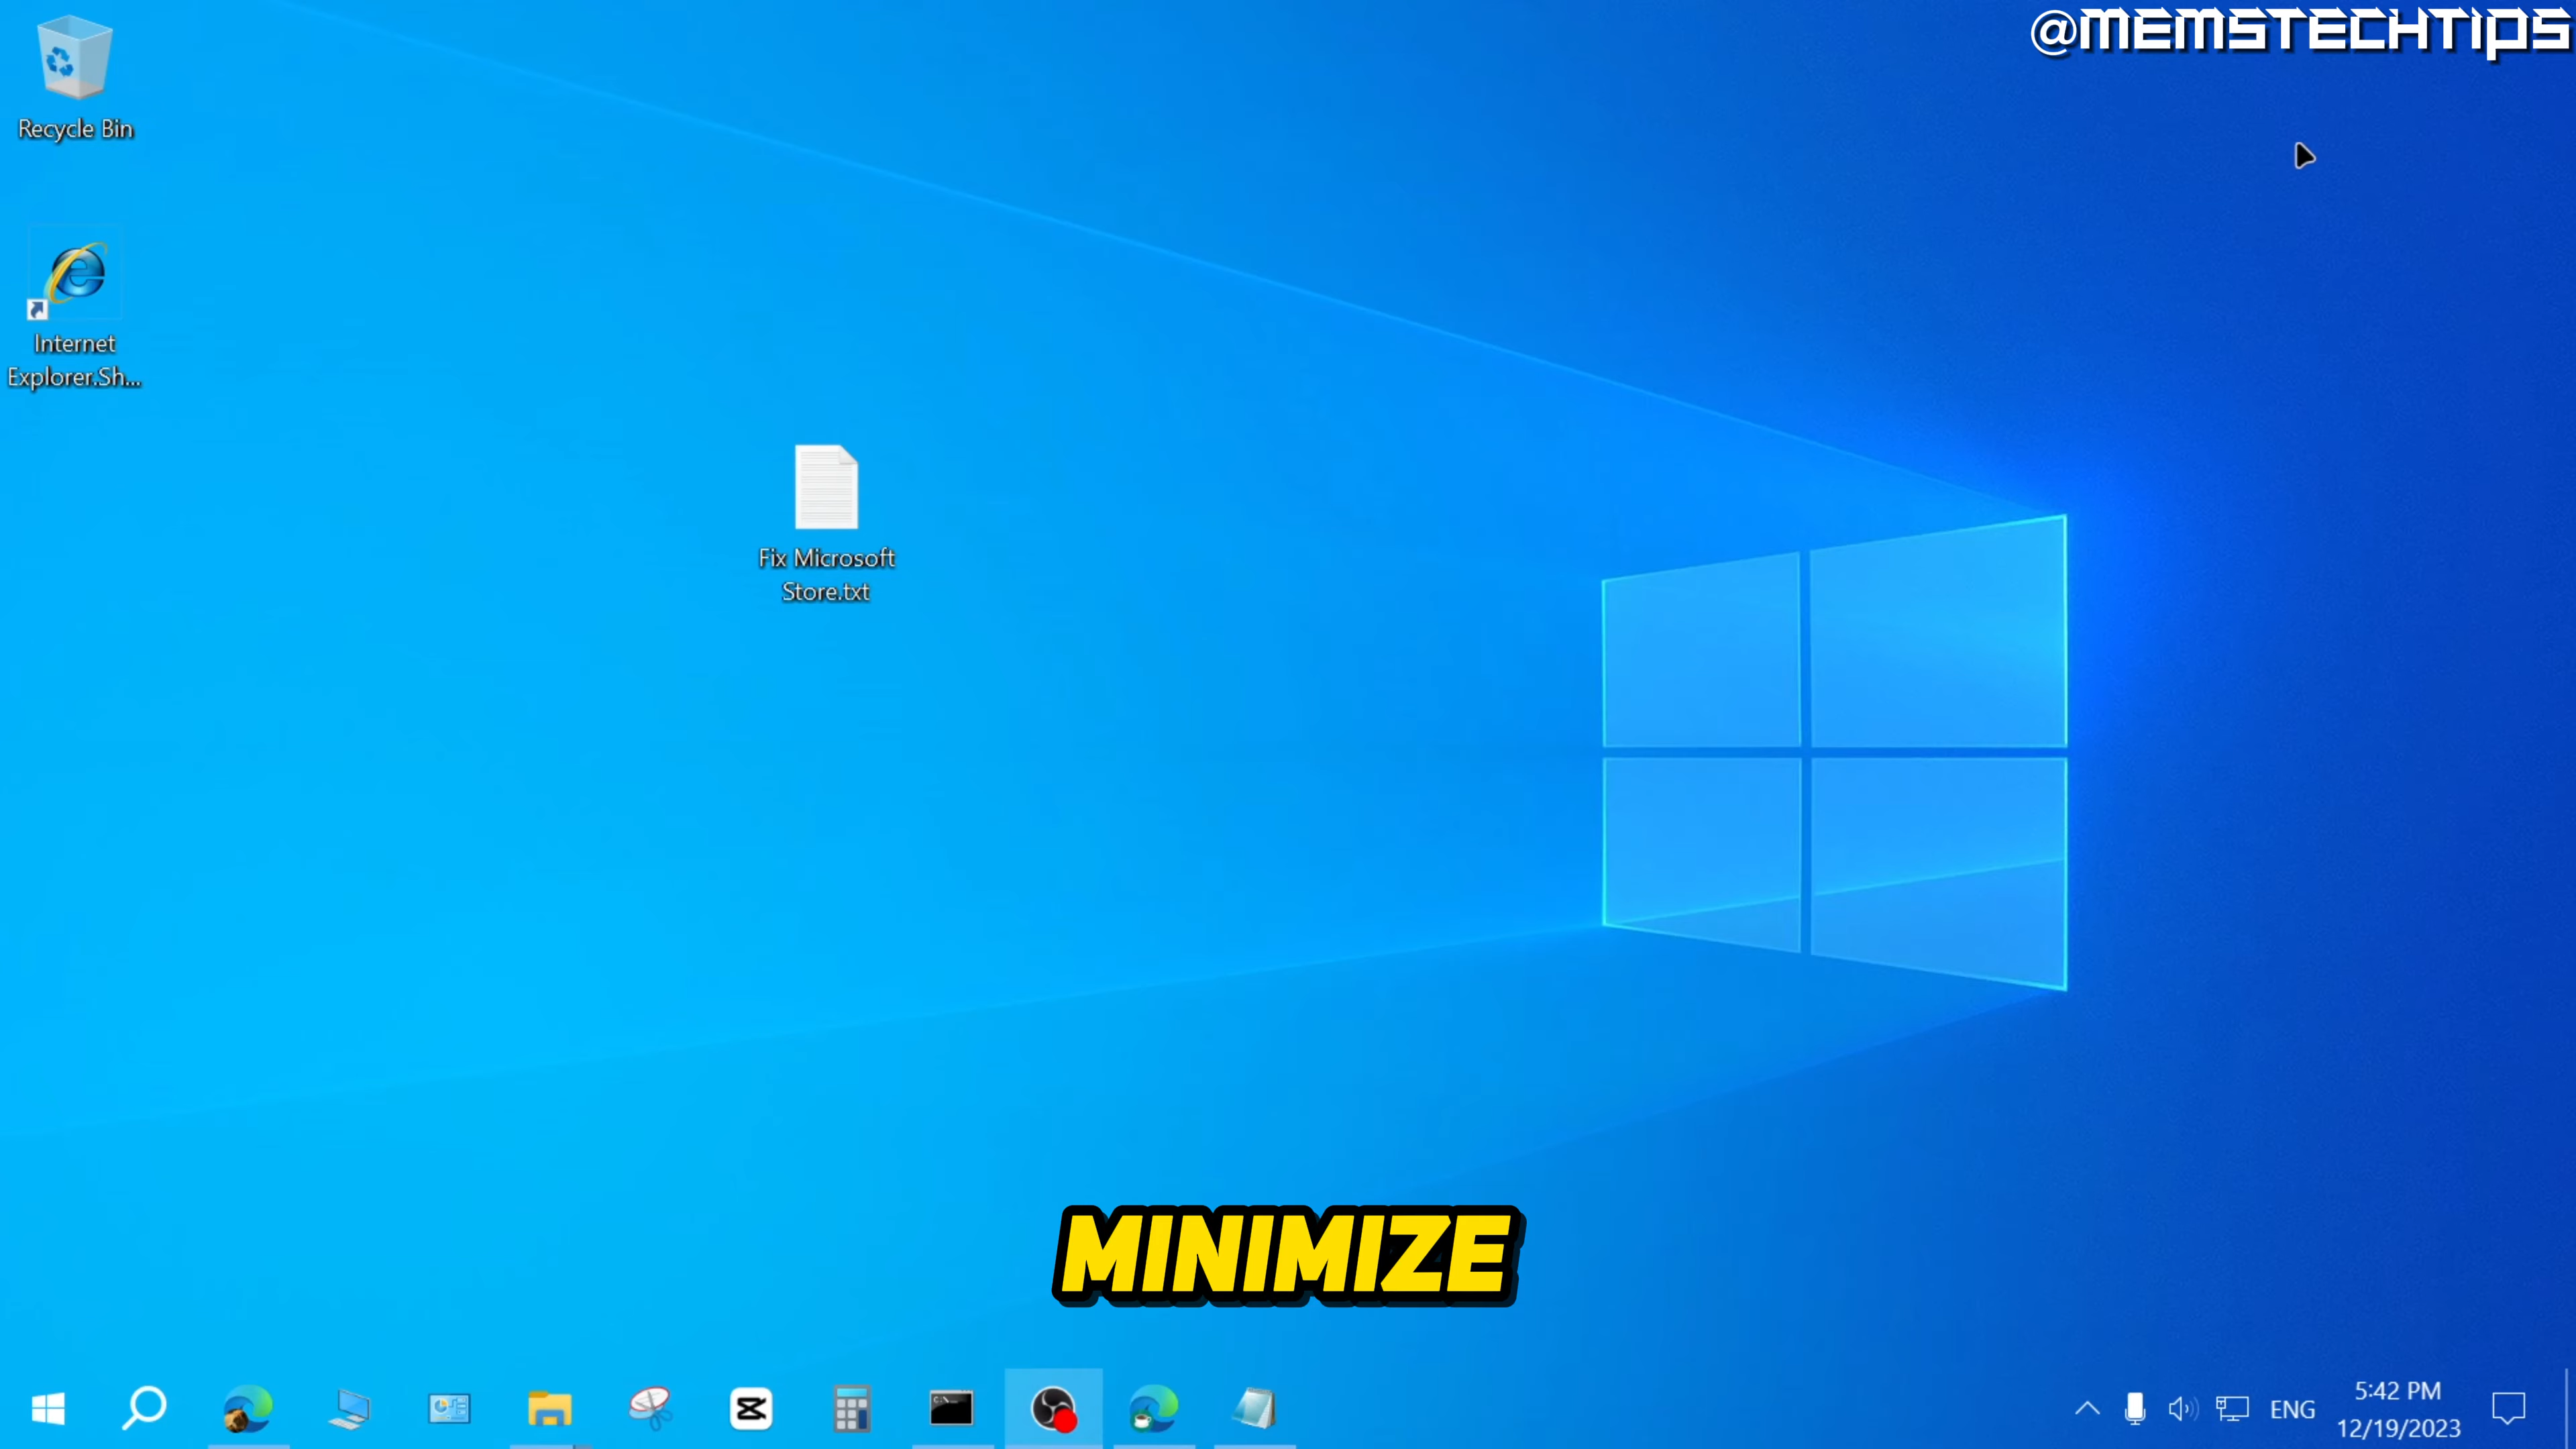 @MEMSTECHTIPS
Recycle Bin
Internet
Explorer.Sh...
Fix Microsoft
Store.txt
MINIMIZE
ENG
5:42 PM
12/19/2023